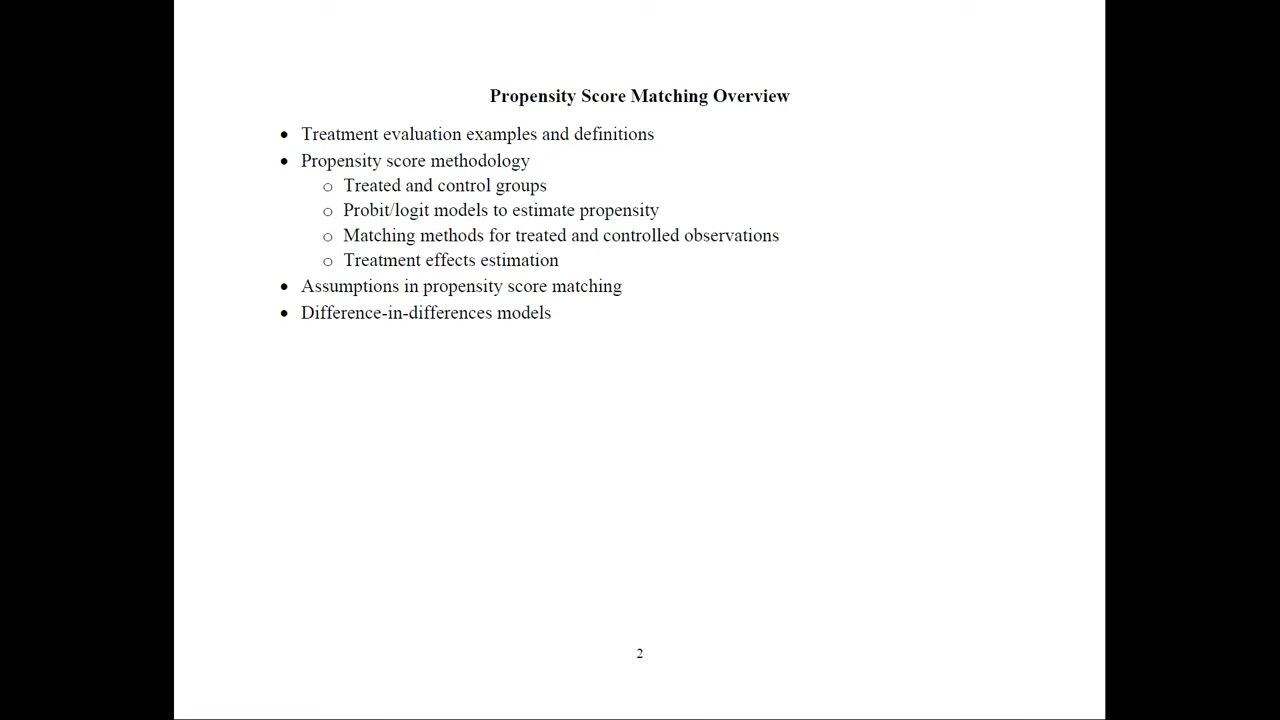 Propensity Score Matching Overview
• Treatment evaluation examples and definitions
• Propensity score methodology
o Treated and control groups
o Probit/logit models to estimate propensity
o Matching methods for treated and controlled observations
o Treatment effects estimation
• Assumptions in propensity score matching
• Difference-in-differences models
2